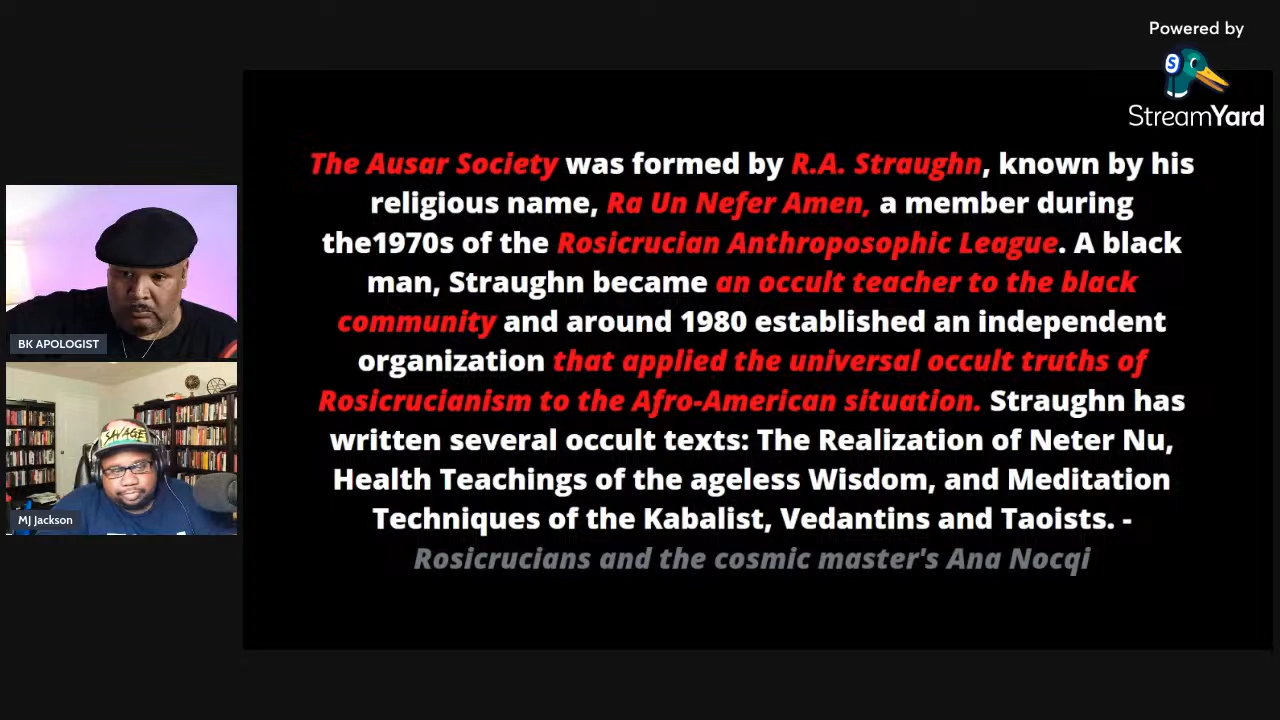 Powered by
S
StreamYard
The Ausar Society was formed by R.A. Straughn, known by his
religious name, Ra Un Nefer Amen, a member during
the1970s of the Rosicrucian Anthroposophic League. A black
man, Straughn became an occult teacher to the black
community and around 1980 established an independent
organization that applied the universal occult truths of
Rosicrucianism to the Afro-American situation. Straughn has
written several occult texts: The Realization of Neter Nu,
Health Teachings of the ageless Wisdom, and Meditation
Techniques of the Kabalist, Vedantins and Taoists. -
Rosicrucians and the cosmic master's Ana Nocqi
BK APOLOGIST
SAVAGE
MJ Jackson